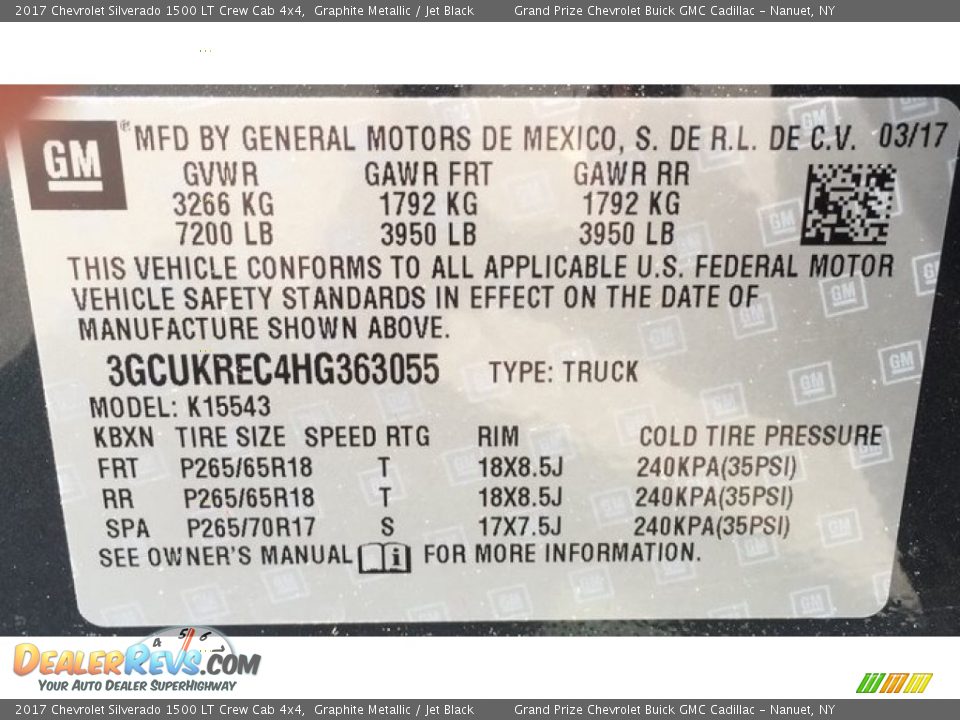 2017 Chevrolet Silverado 1500 LT Crew Cab 4x4, Graphite Metallic / Jet Black Grand Prize Chevrolet Buick GMC Cadillac – Nanuet, NY
GM ® MFD BY GENERAL MOTORS DE MEXICO, S. DE R.L. DE C.V. 03/17
GVWR GAWR FRT GAWR RR
3266 KG 1792 KG 1792 KG
7200 LB 3950 LB 3950 LB
THIS VEHICLE CONFORMS TO ALL APPLICABLE U.S. FEDERAL MOTOR
VEHICLE SAFETY STANDARDS IN EFFECT ON THE DATE OF
MANUFACTURE SHOWN ABOVE.
3GCUKREC4HG363055 TYPE: TRUCK
MODEL: K15543
KBXN TIRE SIZE SPEED RTG RIM COLD TIRE PRESSURE
FRT P265/65R18 T 18X8.5J 240KPA(35PSI)
RR P265/65R18 T 18X8.5J 240KPA(35PSI)
SPA P265/70R17 S 17X7.5J 240KPA(35PSI)
SEE OWNER'S MANUAL i FOR MORE INFORMATION.
4 5 6
DEALERREVS.COM
YOUR AUTO DEALER SUPERHIGHWAY
2017 Chevrolet Silverado 1500 LT Crew Cab 4x4, Graphite Metallic / Jet Black Grand Prize Chevrolet Buick GMC Cadillac – Nanuet, NY